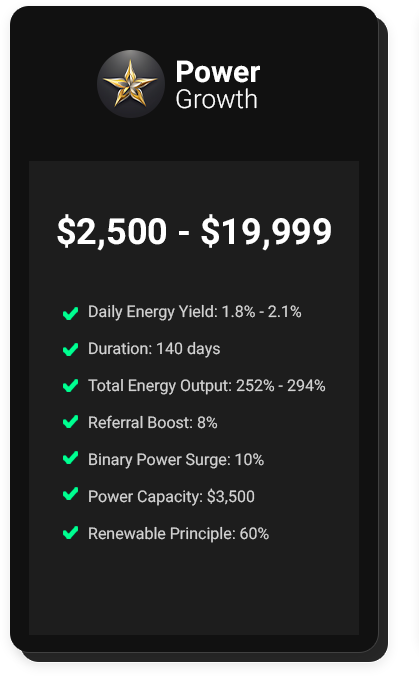 Power
Growth
$2,500 - $19,999
Daily Energy Yield: 1.8% - 2.1%
Duration: 140 days
Total Energy Output: 252% - 294%
Referral Boost: 8%
Binary Power Surge: 10%
Power Capacity: $3,500
Renewable Principle: 60%